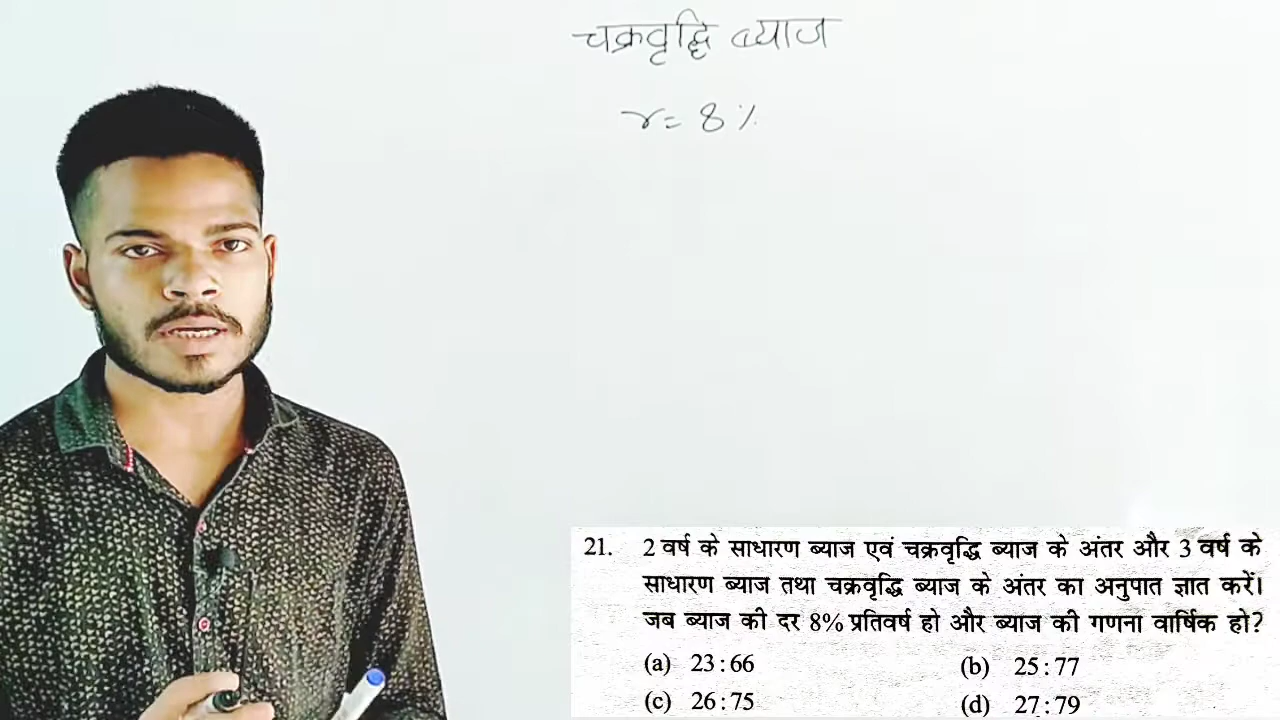 चक्रवृद्धि ब्याज
r= 8%
21. 2 वर्ष के साधारण ब्याज एवं चक्रवृद्धि ब्याज के अंतर और 3 वर्ष के
साधारण ब्याज तथा चक्रवृद्धि ब्याज के अंतर का अनुपात ज्ञात करें।
जब ब्याज की दर 8% प्रतिवर्ष हो और ब्याज की गणना वार्षिक हो?
(a) 23:66 (b) 25:77
(c) 26:75 (d) 27:79